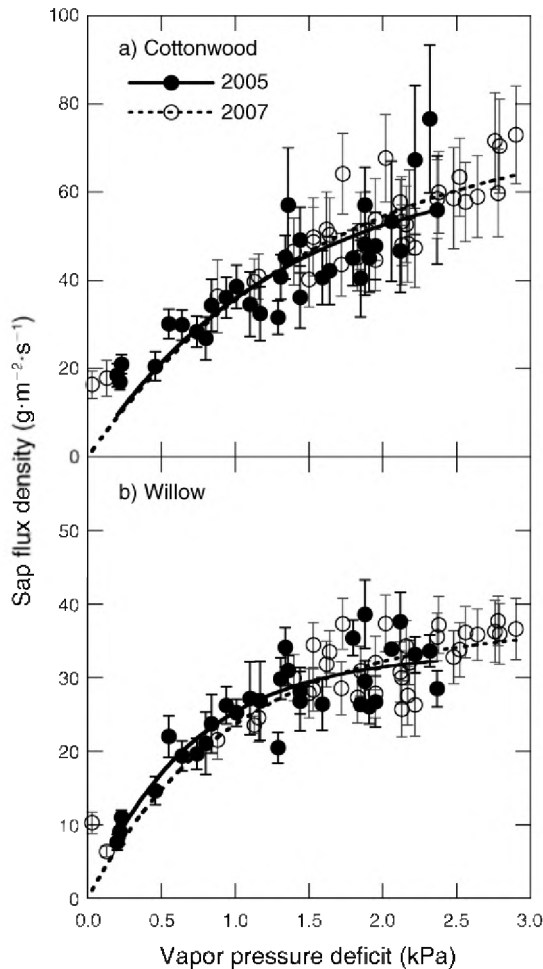 100
a) Cottonwood
2005
80
2007
60
40
20
0
Sap flux density (g·m−2·s−1)
b) Willow
50
40
30
20
10
0
0.0 0.5 1.0 1.5 2.0 2.5 3.0
Vapor pressure deficit (kPa)